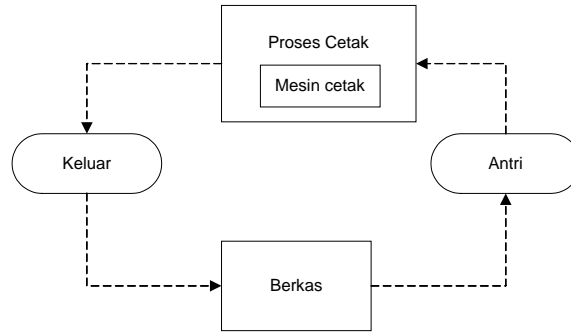 Proses Cetak
Mesin cetak
Keluar
Antri
Berkas